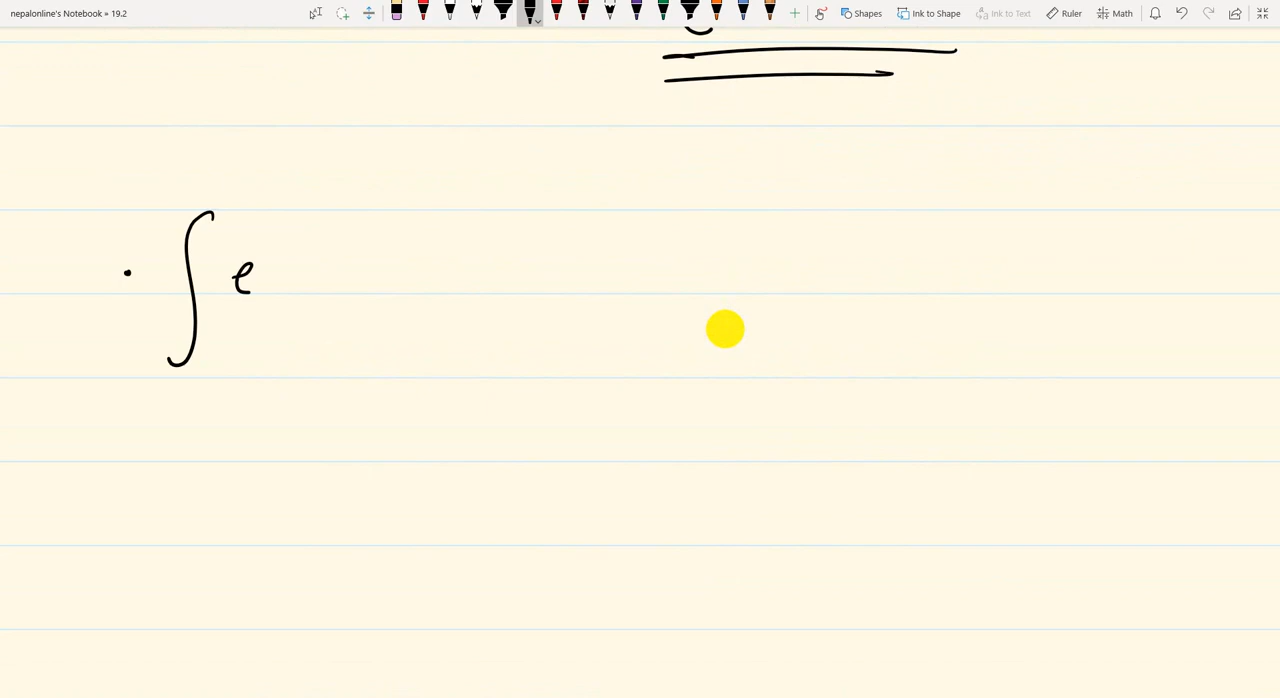 nepalonline's Notebook » 19.2
Shapes
Ink to Shape
Ink to Text
Ruler
Math
· ∫ e